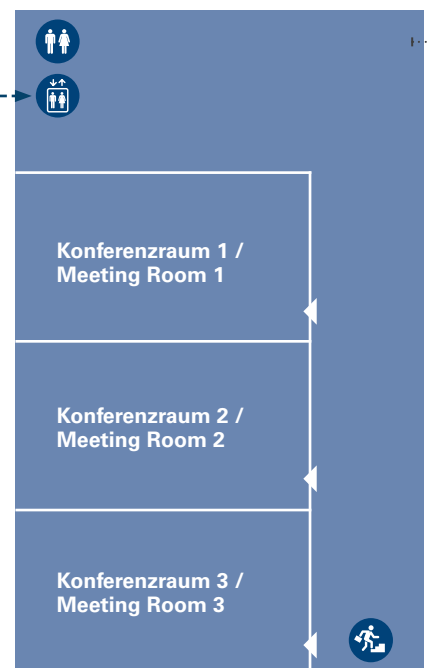 Konferenzraum 1 /
Meeting Room 1
Konferenzraum 2 /
Meeting Room 2
Konferenzraum 3 /
Meeting Room 3